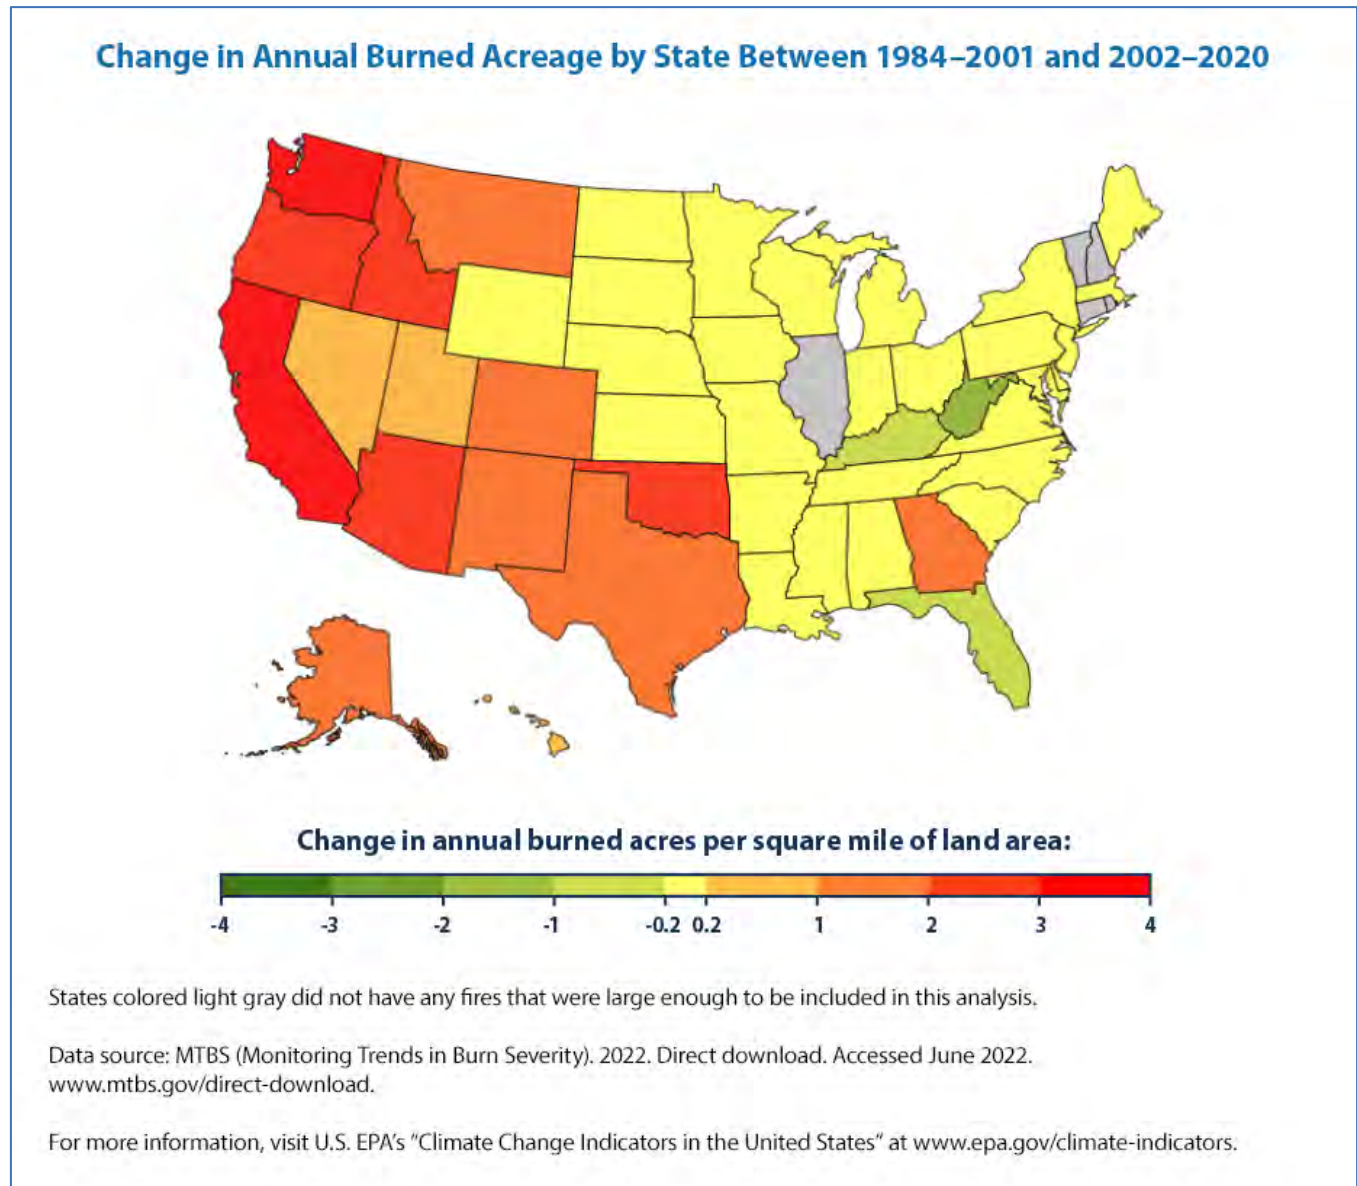 Change in Annual Burned Acreage by State Between 1984–2001 and 2002–2020
Change in annual burned acres per square mile of land area:
-4 -3 -2 -1 -0.2 0.2 1 2 3 4
States colored light gray did not have any fires that were large enough to be included in this analysis.
Data source: MTBS (Monitoring Trends in Burn Severity). 2022. Direct download. Accessed June 2022.
www.mtbs.gov/direct-download.
For more information, visit U.S. EPA's "Climate Change Indicators in the United States" at www.epa.gov/climate-indicators.